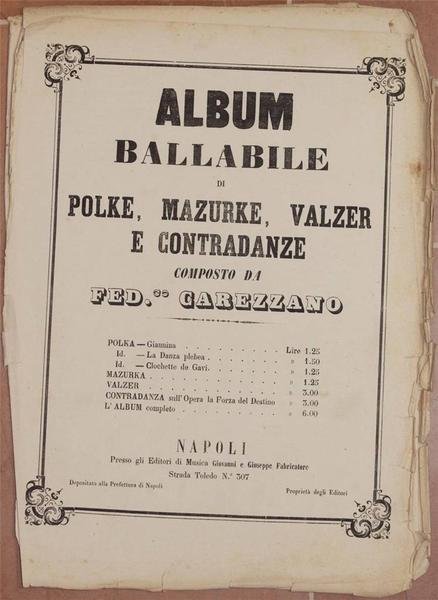 ALBUM
BALLABILE
DI
POLKE, MAZURKE, VALZER
E CONTRADANZE
COMPOSTO DA
FED.co CAREZZANO
POLKA — Giannina . . . . . . . . . Lire 1.25
Id. — La Danza plebea . . . . . . . » 1.50
Id. — Clochette de Gavi . . . . . . . » 1.25
MAZURKA . . . . . . . . . . . . » 1.25
VALZER . . . . . . . . . . . . » 3.00
CONTRADANZA sull'Opera la Forza del Destino » 3.00
L'ALBUM completo . . . . . . . . . » 6.00
NAPOLI
Presso gli Editori di Musica Giovanni e Giuseppe Fabricatore
Strada Toledo N.° 307
Depositata alla Prefettura di Napoli Proprietà degli Editori